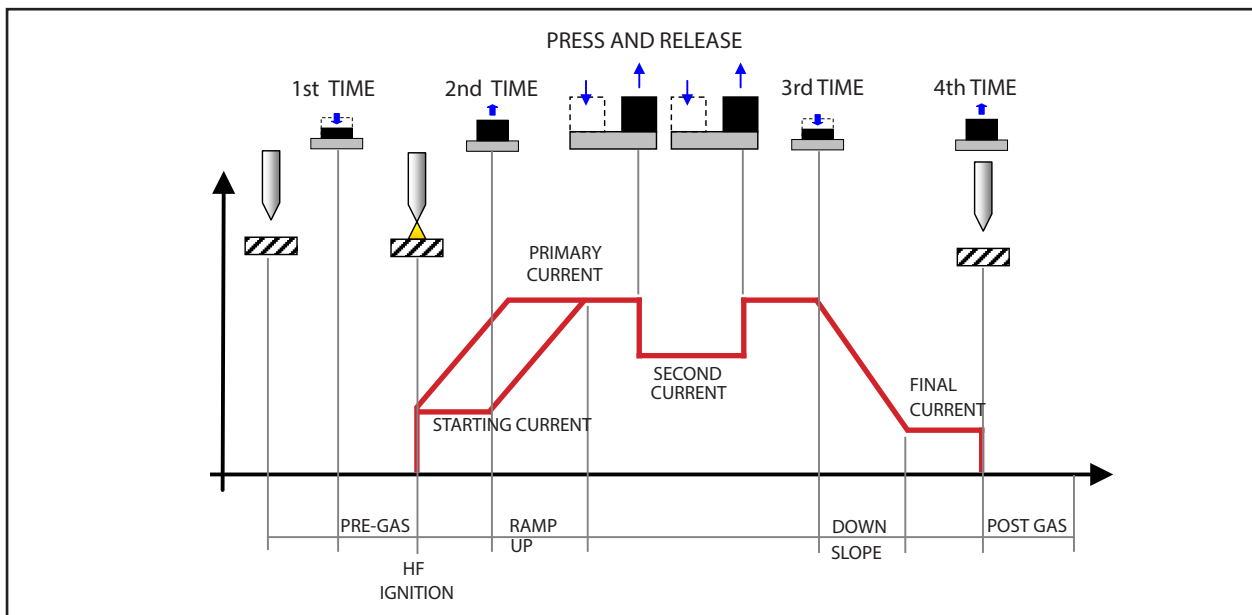 PRESS AND RELEASE
1st TIME
2nd TIME
3rd TIME
4th TIME
PRIMARY
CURRENT
SECOND
CURRENT
FINAL
CURRENT
STARTING CURRENT
PRE-GAS
RAMP
UP
DOWN
SLOPE
POST GAS
HF
IGNITION